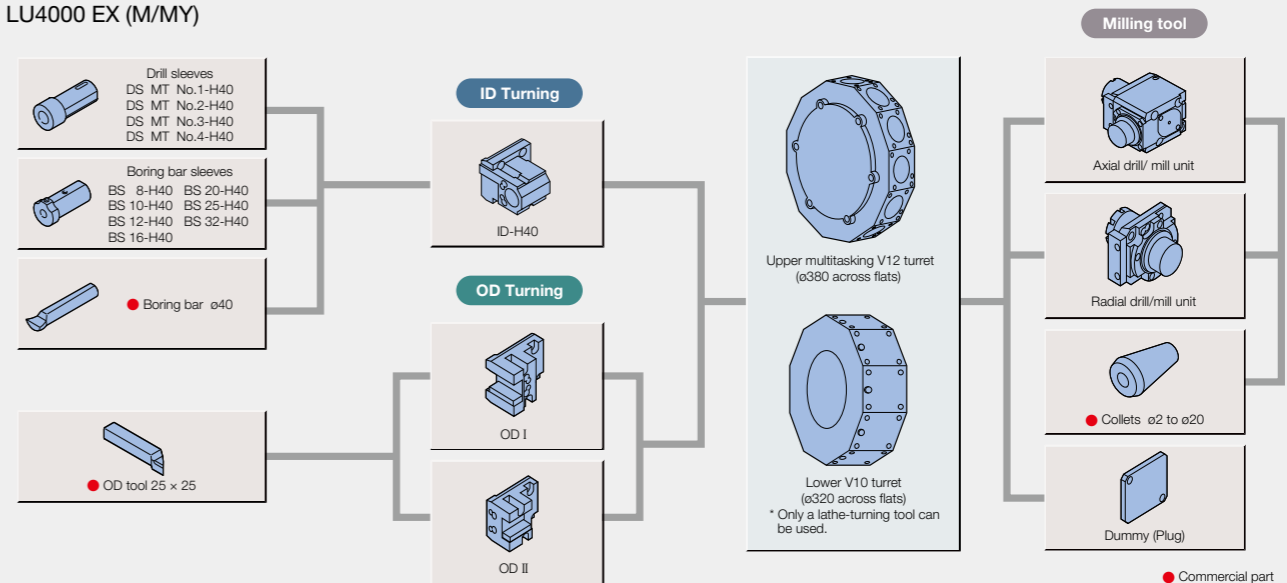 LU4000 EX (M/MY)
Drill sleeves
DS MT No.1-H40
DS MT No.2-H40
DS MT No.3-H40
DS MT No.4-H40
Boring bar sleeves
BS 8-H40 BS 20-H40
BS 10-H40 BS 25-H40
BS 12-H40 BS 32-H40
BS 16-H40
Boring bar ø40
OD tool 25 × 25
ID Turning
ID-H40
OD Turning
OD I
OD II
Upper multitasking V12 turret
(ø380 across flats)
Lower V10 turret
(ø320 across flats)
* Only a lathe-turning tool can
be used.
Milling tool
Axial drill/ mill unit
Radial drill/mill unit
Collets ø2 to ø20
Dummy (Plug)
Commercial part